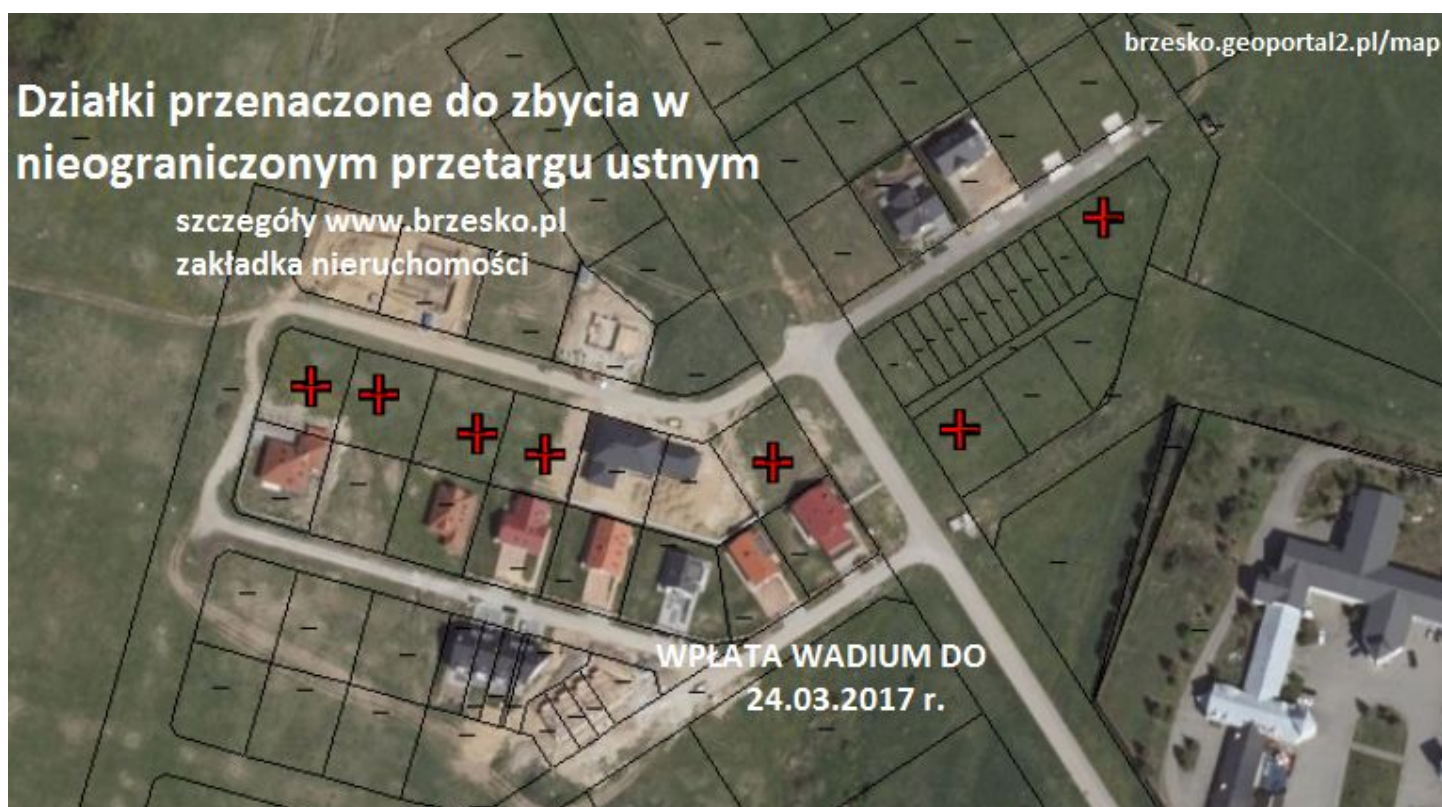 brzesko.geoportal2.pl/map
Działki przenaczone do zbycia w
nieograniczonym przetargu ustnym
szczegóły www.brzesko.pl
zakładka nieruchomości
WPŁATA WADIUM DO
24.03.2017 r.